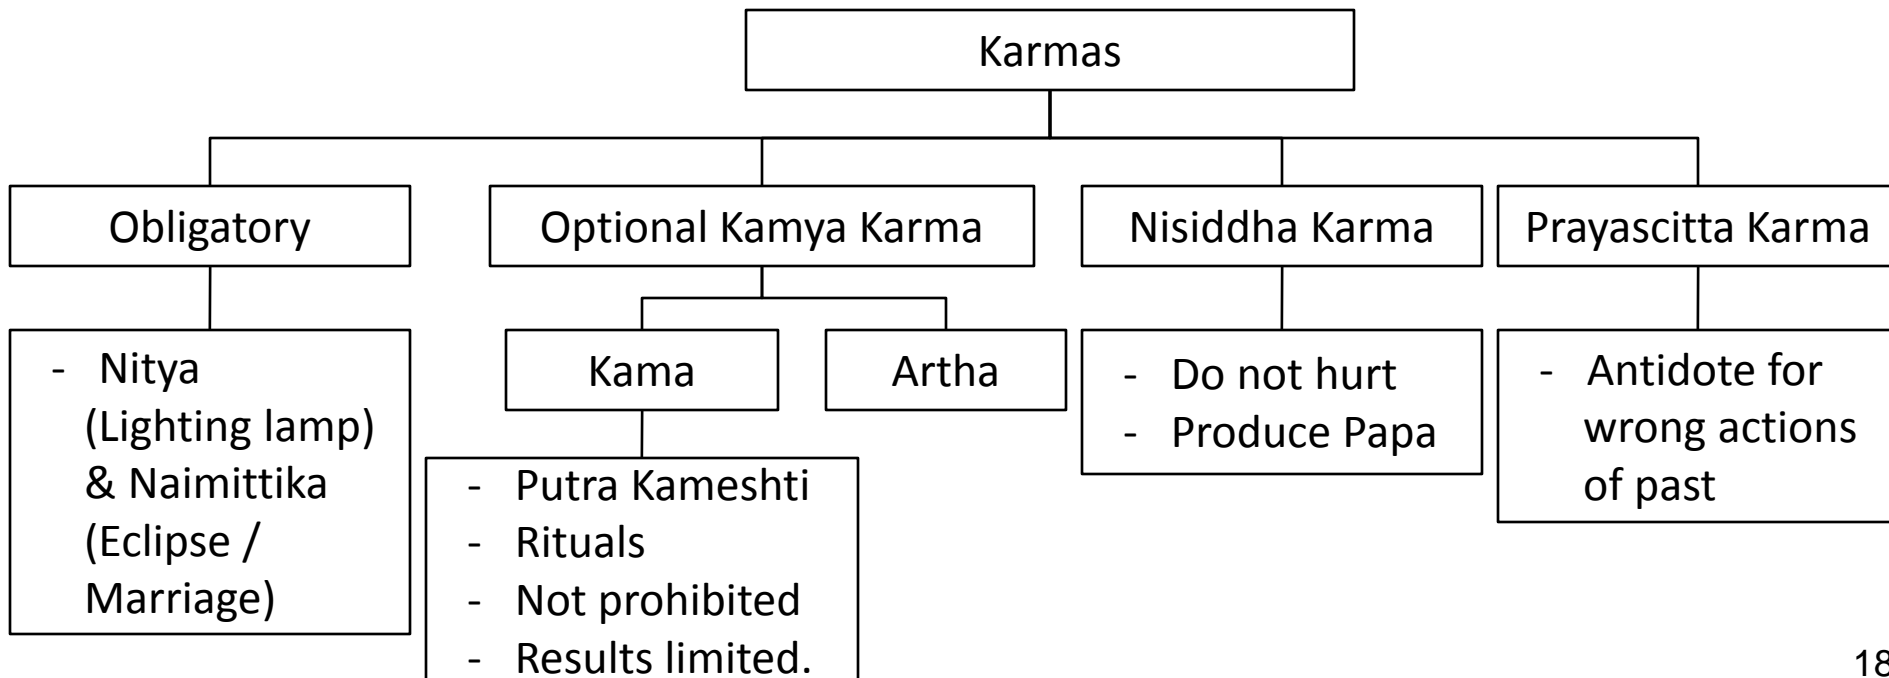 Karmas
Obligatory
Optional Kamya Karma
Nisiddha Karma
Prayascitta Karma
- Nitya
(Lighting lamp)
& Naimittika
(Eclipse /
Marriage)
Kama
Artha
- Putra Kameshti
- Rituals
- Not prohibited
- Results limited.
- Do not hurt
- Produce Papa
- Antidote for
wrong actions
of past
18